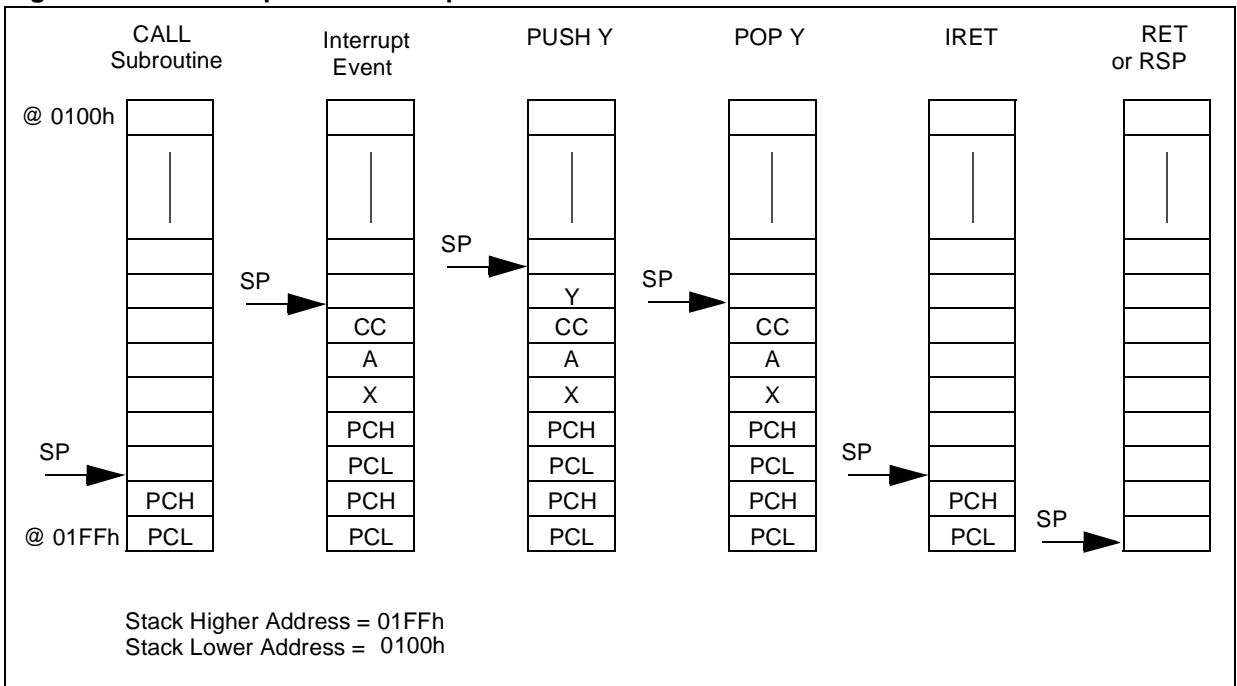 CALL
Subroutine
Interrupt
Event
PUSH Y
POP Y
IRET
RET
or RSP
@ 0100h
SP
SP
SP
Y
CC
CC
CC
A
A
A
X
X
X
PCH
PCH
PCH
SP
SP
PCL
PCL
PCL
PCH
PCH
PCH
PCH
PCH
SP
@ 01FFh
PCL
PCL
PCL
PCL
PCL
Stack Higher Address = 01FFh
Stack Lower Address = 0100h